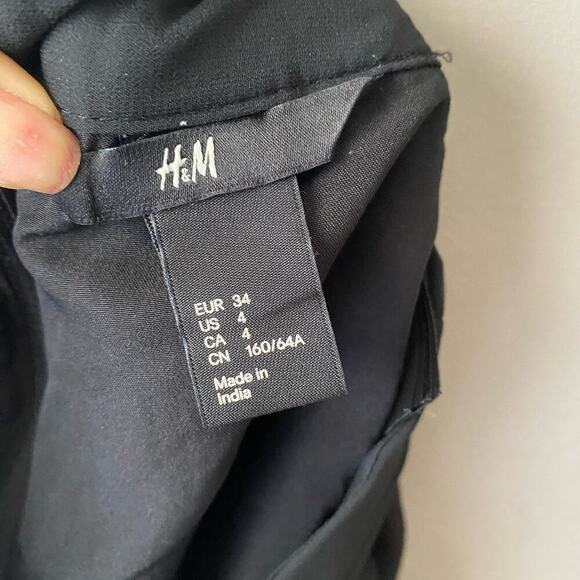 H&M
EUR 34
US 4
CA 4
CN 160/64A
Made in
India